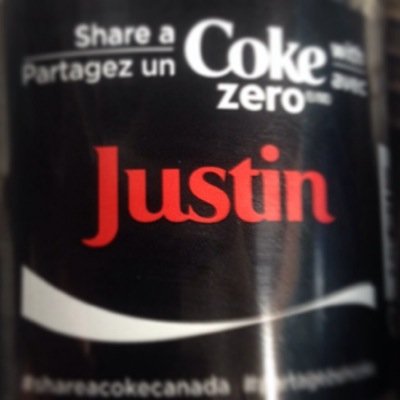 Share a Coke with
Partagez un zero avec
Justin
#shareacokecanada